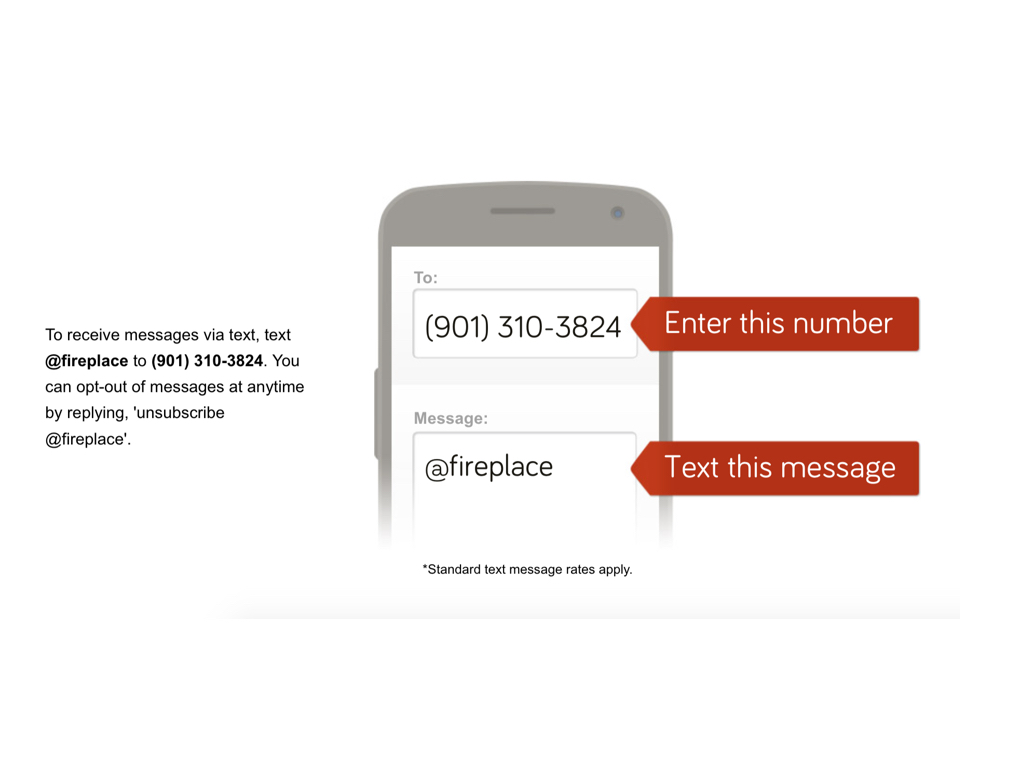 To receive messages via text, text
@fireplace to (901) 310-3824. You
can opt-out of messages at anytime
by replying, 'unsubscribe
@fireplace'.
To:
(901) 310-3824
Enter this number
Message:
@fireplace
Text this message
*Standard text message rates apply.